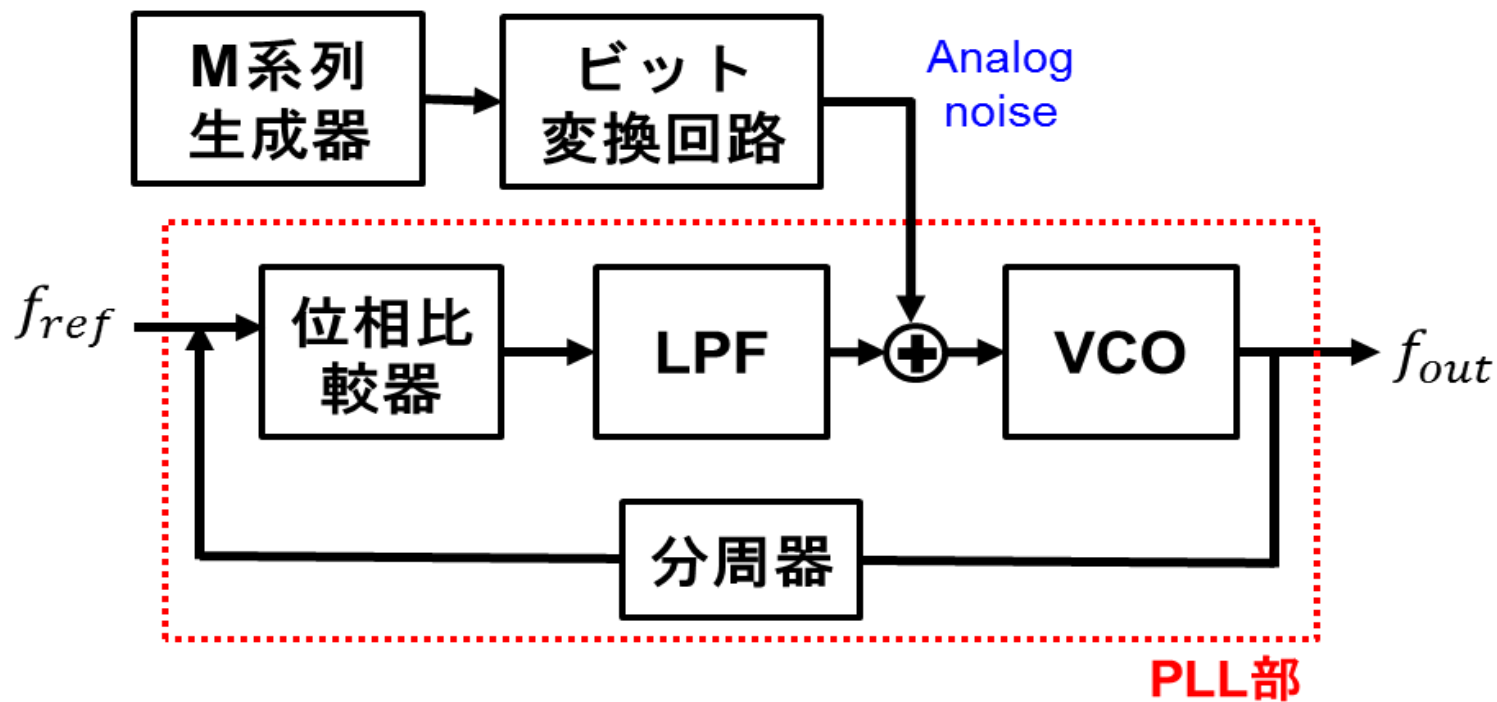 M系列
生成器
ビット
変換回路
Analog
noise
f_ref
位相比
較器
LPF
+
VCO
f_out
分周器
PLL部